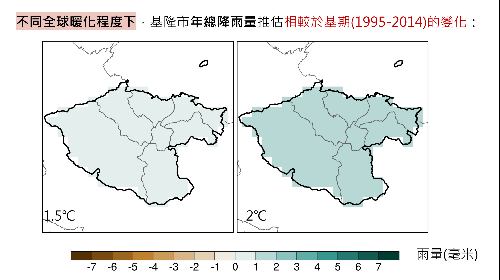 不同全球暖化程度下，基隆市年總降雨量推估相較於基期(1995-2014)的變化：
1.5℃
2℃
-7 -6 -5 -4 -3 -2 -1 0 1 2 3 4 5 6 7
雨量(毫米)